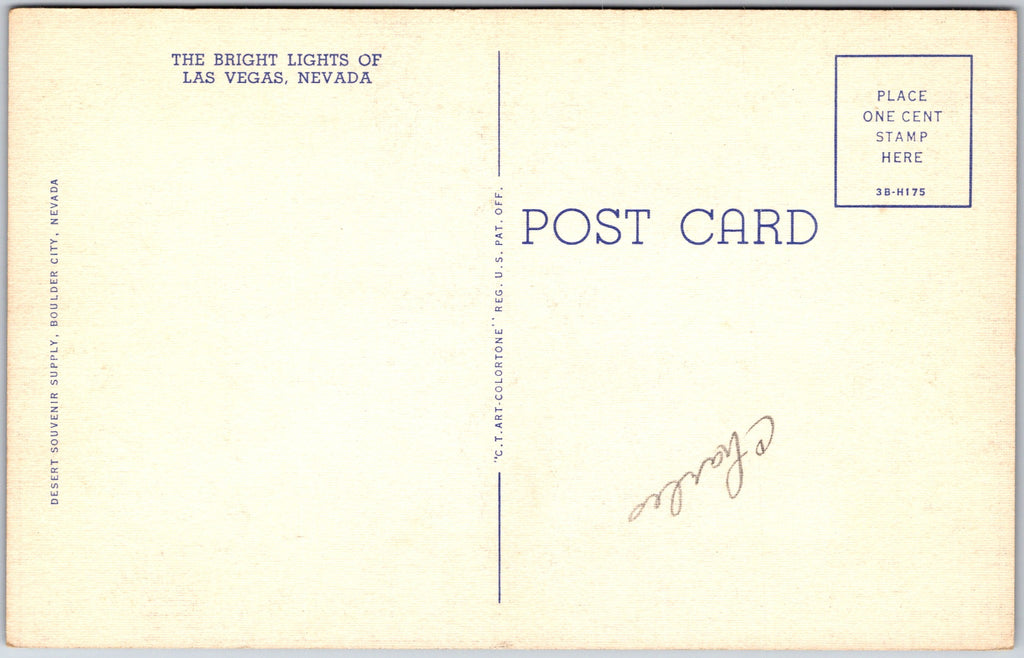 THE BRIGHT LIGHTS OF
LAS VEGAS, NEVADA
DESERT SOUVENIR SUPPLY, BOULDER CITY, NEVADA
"C.T. ART-COLORTONE" REG. U.S. PAT. OFF.
POST CARD
PLACE
ONE CENT
STAMP
HERE
3B-H175
Charles